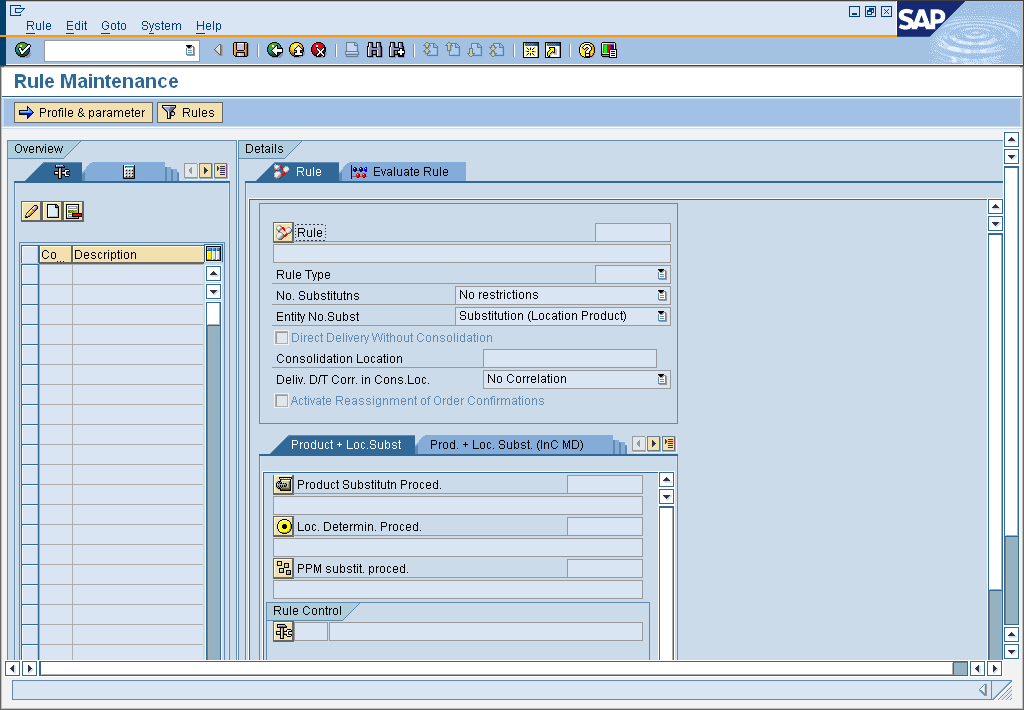 Rule Edit Goto System Help
SAP
Rule Maintenance
Profile & parameter Rules
Overview
Details
Rule Evaluate Rule
Co... Description
Rule
Rule Type
No. Substitutns No restrictions
Entity No.Subst Substitution (Location Product)
Direct Delivery Without Consolidation
Consolidation Location
Deliv. D/T Corr. in Cons.Loc. No Correlation
Activate Reassignment of Order Confirmations
Product + Loc.Subst Prod. + Loc. Subst. (InC MD)
Product Substitutn Proced.
Loc. Determin. Proced.
PPM substit. proced.
Rule Control